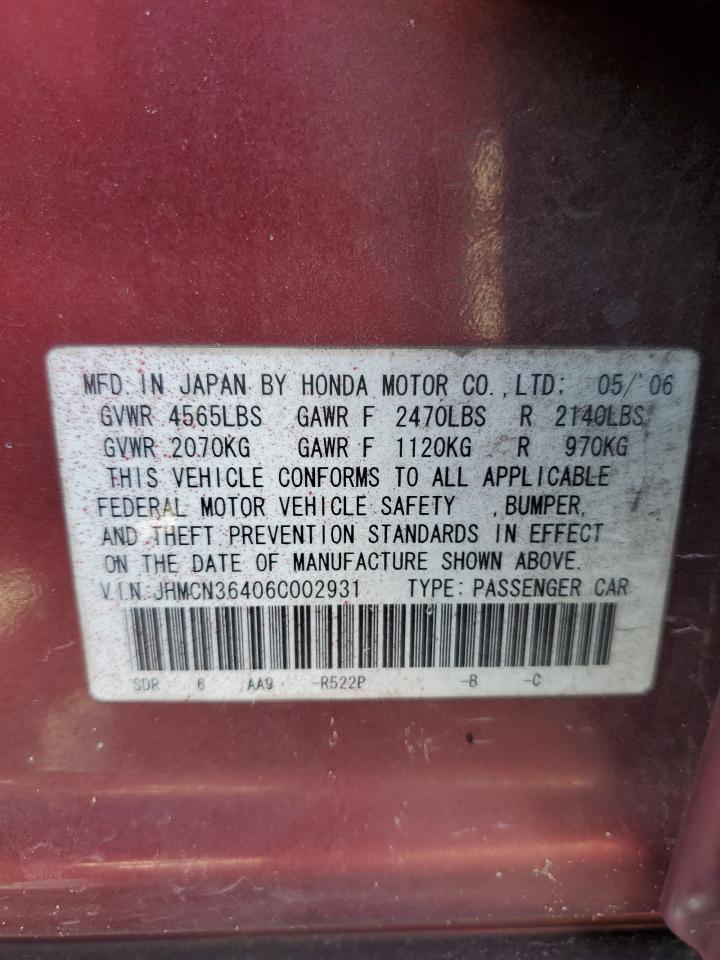 MFD. IN JAPAN BY HONDA MOTOR CO.,LTD: 05/'06
GVWR 4565LBS GAWR F 2470LBS R 2140LBS
GVWR 2070KG GAWR F 1120KG R 970KG
THIS VEHICLE CONFORMS TO ALL APPLICABLE
FEDERAL MOTOR VEHICLE SAFETY ,BUMPER,
AND THEFT PREVENTION STANDARDS IN EFFECT
ON THE DATE OF MANUFACTURE SHOWN ABOVE.
V.I.N:JHMCN36406C002931 TYPE:PASSENGER CAR
SDR 6 AA9 -R522P -B -C